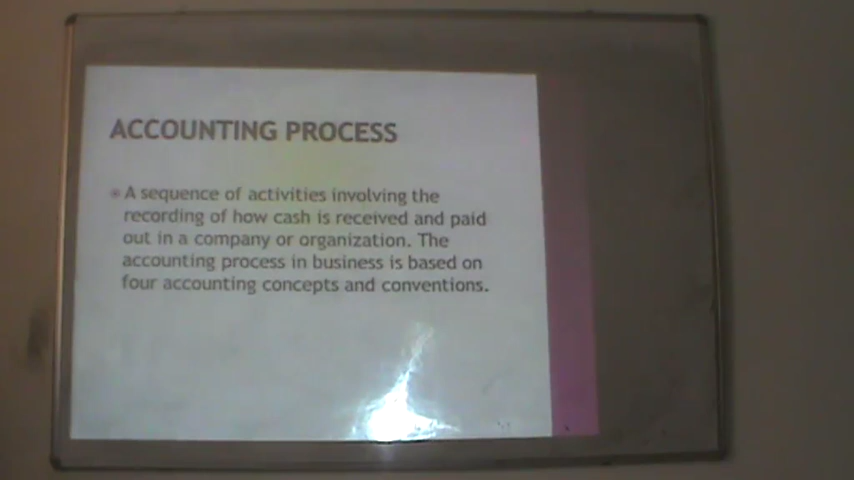 ACCOUNTING PROCESS
A sequence of activities involving the
recording of how cash is received and paid
out in a company or organization. The
accounting process in business is based on
four accounting concepts and conventions.